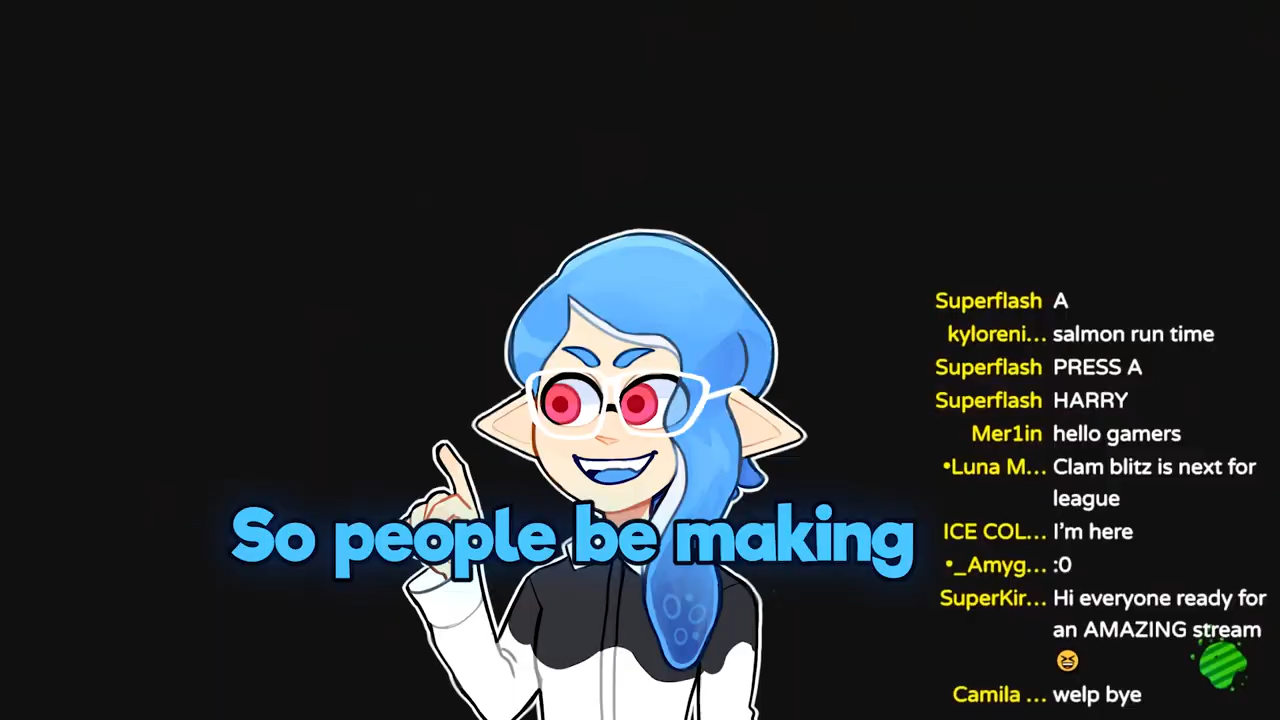 Superflash A
kyloreni... salmon run time
Superflash PRESS A
Superflash HARRY
Mer1in hello gamers
•Luna M... Clam blitz is next for
league
ICE COL... I'm here
•_Amyg... :0
SuperKir... Hi everyone ready for
an AMAZING stream
😆
Camila ... welp bye
So people be making